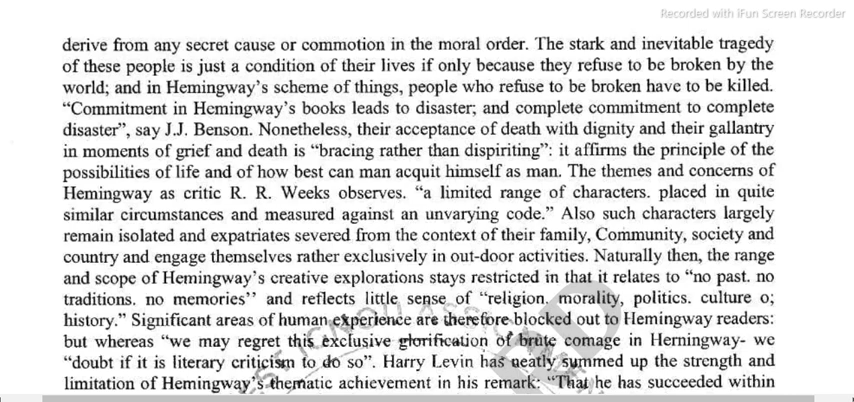 Recorded with iFun Screen Recorder
derive from any secret cause or commotion in the moral order. The stark and inevitable tragedy
of these people is just a condition of their lives if only because they refuse to be broken by the
world; and in Hemingway's scheme of things, people who refuse to be broken have to be killed.
“Commitment in Hemingway's books leads to disaster; and complete commitment to complete
disaster”, say J.J. Benson. Nonetheless, their acceptance of death with dignity and their gallantry
in moments of grief and death is “bracing rather than dispiriting”: it affirms the principle of the
possibilities of life and of how best can man acquit himself as man. The themes and concerns of
Hemingway as critic R. R. Weeks observes. “a limited range of characters. placed in quite
similar circumstances and measured against an unvarying code.” Also such characters largely
remain isolated and expatriates severed from the context of their family, Community, society and
country and engage themselves rather exclusively in out-door activities. Naturally then, the range
and scope of Hemingway's creative explorations stays restricted in that it relates to “no past. no
traditions. no memories’’ and reflects little sense of “religion. morality, politics. culture o;
history.” Significant areas of human experience are therefore blocked out to Hemingway readers:
but whereas “we may regret this exclusive glorification of brute comage in Herningway- we
“doubt if it is literary criticism to do so”. Harry Levin has neatly summed up the strength and
limitation of Hemingway's thematic achievement in his remark: “That he has succeeded within